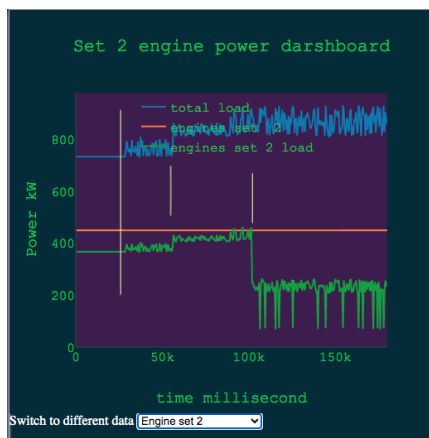 Set 2 engine power darshboard
total load
engines set 2
engines set 2 load
Power kW
800
600
400
200
0
0
50k
100k
150k
time millisecond
Switch to different data
Engine set 2